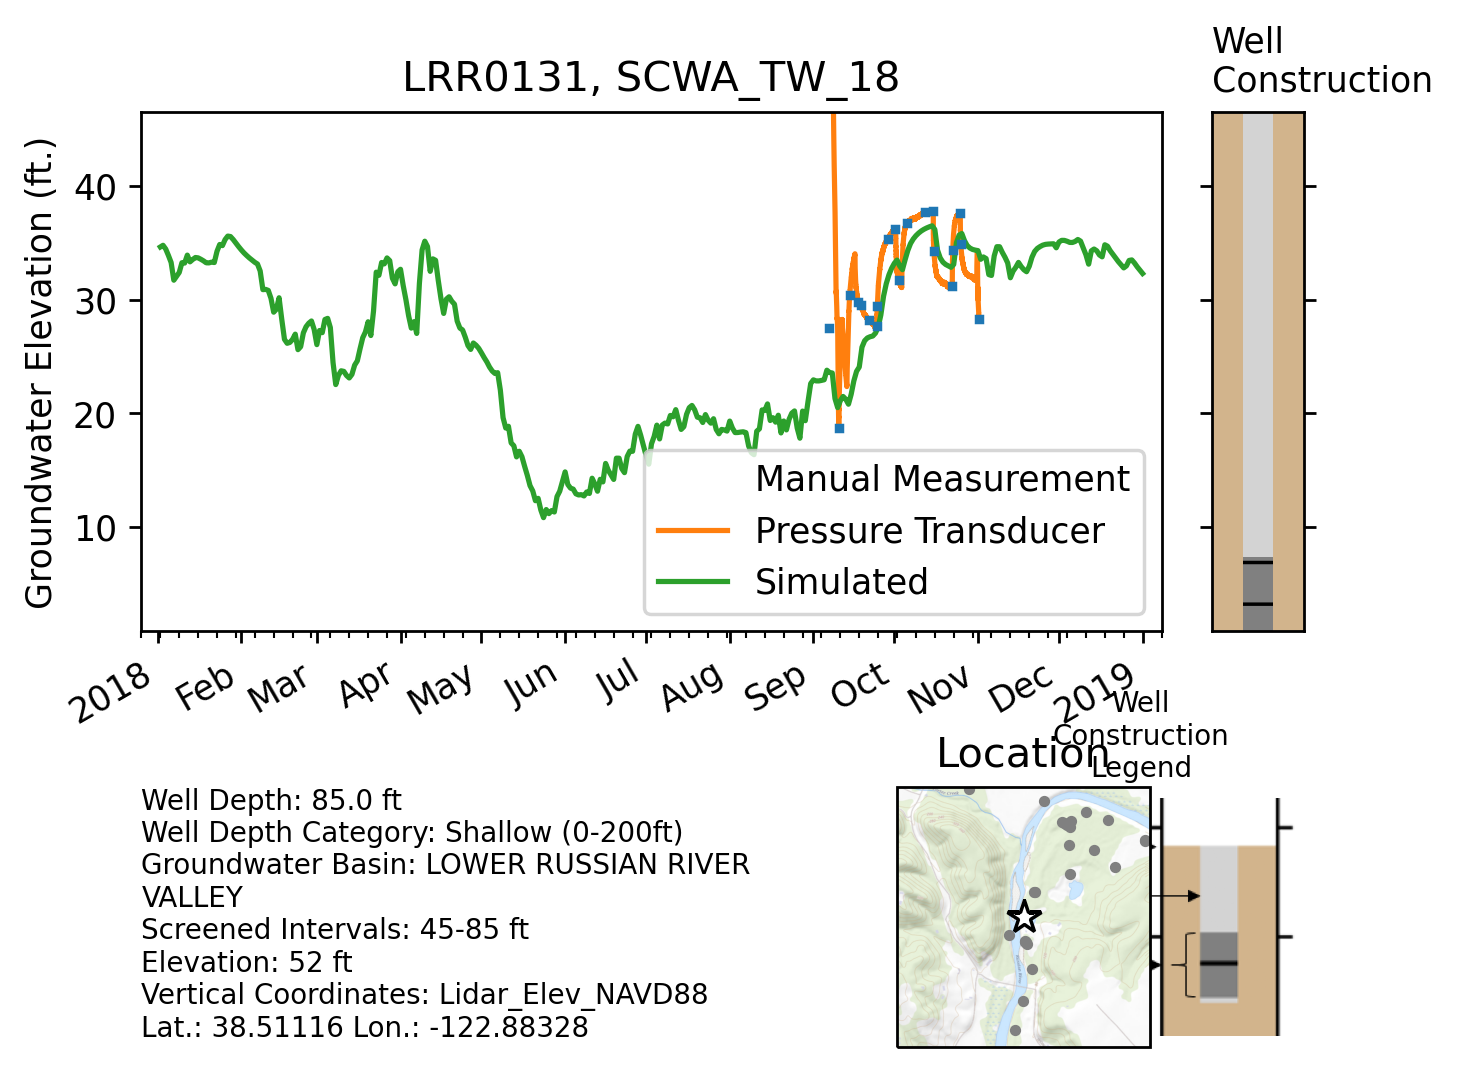 Well
Construction
LRR0131, SCWA_TW_18
Groundwater Elevation (ft.)
40
30
20
10
Manual Measurement
Pressure Transducer
Simulated
2018
Feb
Mar
Apr
May
Jun
Jul
Aug
Sep
Oct
Nov
Dec
2019
Well
Construction
Legend
Location
Well Depth: 85.0 ft
Well Depth Category: Shallow (0-200ft)
Groundwater Basin: LOWER RUSSIAN RIVER
VALLEY
Screened Intervals: 45-85 ft
Elevation: 52 ft
Vertical Coordinates: Lidar_Elev_NAVD88
Lat.: 38.51116 Lon.: -122.88328